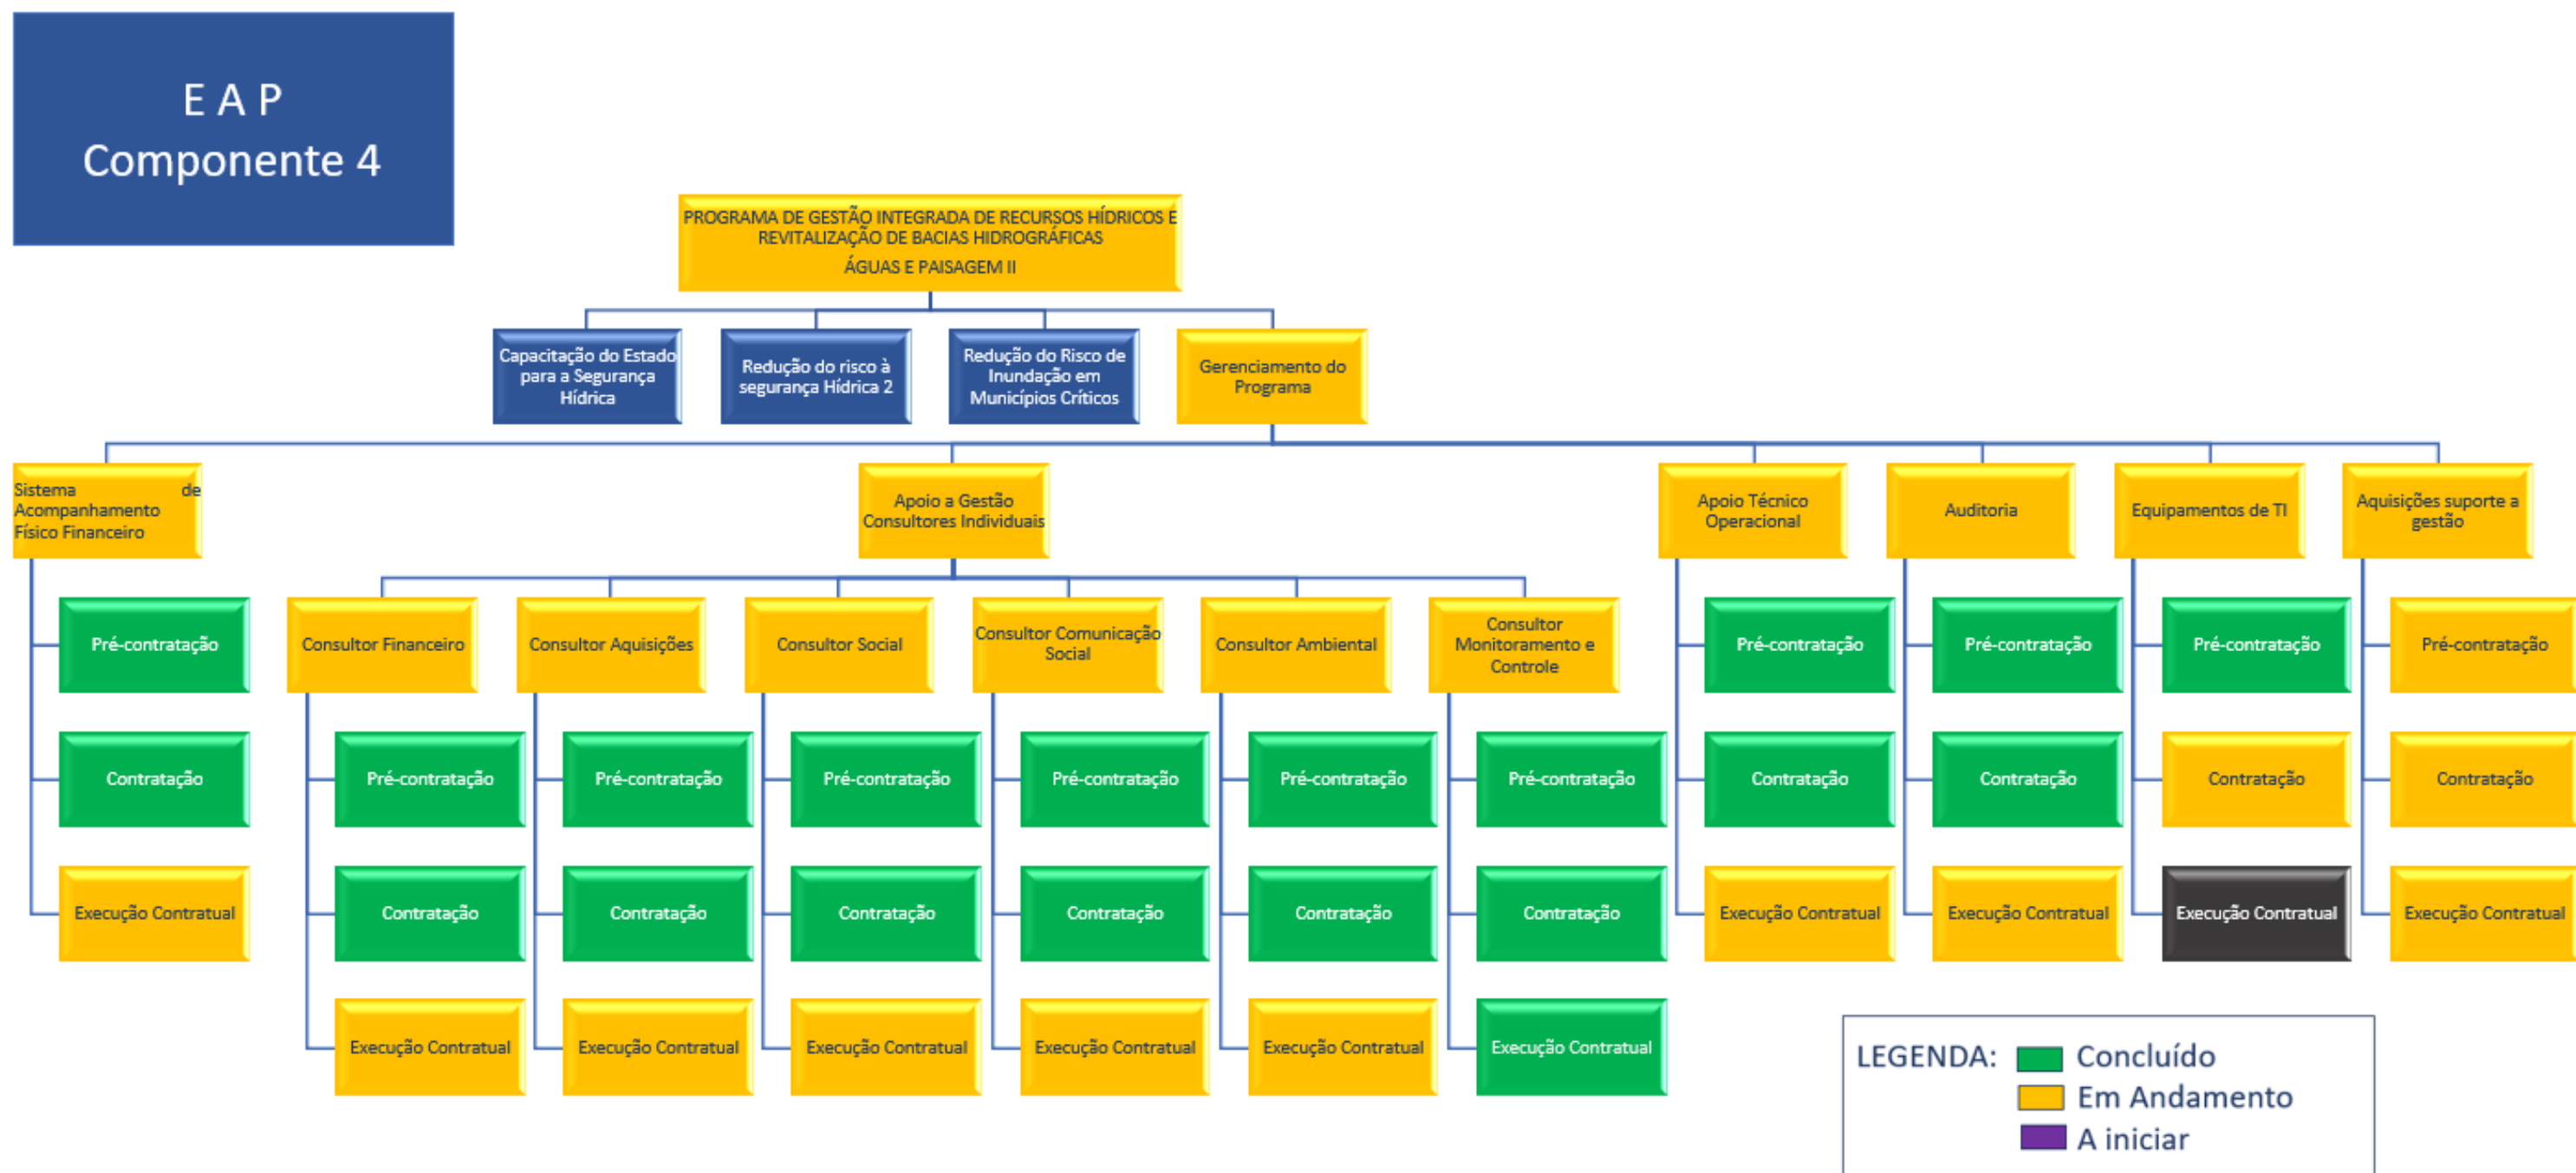 E A P
Componente 4
PROGRAMA DE GESTÃO INTEGRADA DE RECURSOS HÍDRICOS E
REVITALIZAÇÃO DE BACIAS HIDROGRÁFICAS
ÁGUAS E PAISAGEM II
Capacitação do Estado
para a Segurança
Hídrica
Redução do risco à
segurança Hídrica 2
Redução do Risco de
Inundação em
Municípios Críticos
Gerenciamento do
Programa
Sistema de
Acompanhamento
Físico Financeiro
Apoio a Gestão
Consultores Individuais
Apoio Técnico
Operacional
Auditoria
Equipamentos de TI
Aquisições suporte a
gestão
Pré-contratação
Contratação
Execução Contratual
Consultor Financeiro
Pré-contratação
Contratação
Execução Contratual
Consultor Aquisições
Pré-contratação
Contratação
Execução Contratual
Consultor Social
Pré-contratação
Contratação
Execução Contratual
Consultor Comunicação
Social
Pré-contratação
Contratação
Execução Contratual
Consultor Ambiental
Pré-contratação
Contratação
Execução Contratual
Consultor
Monitoramento e
Controle
Pré-contratação
Contratação
Execução Contratual
Pré-contratação
Contratação
Execução Contratual
Pré-contratação
Contratação
Execução Contratual
Pré-contratação
Contratação
Execução Contratual
Pré-contratação
Contratação
Execução Contratual
LEGENDA: Concluído
Em Andamento
A iniciar